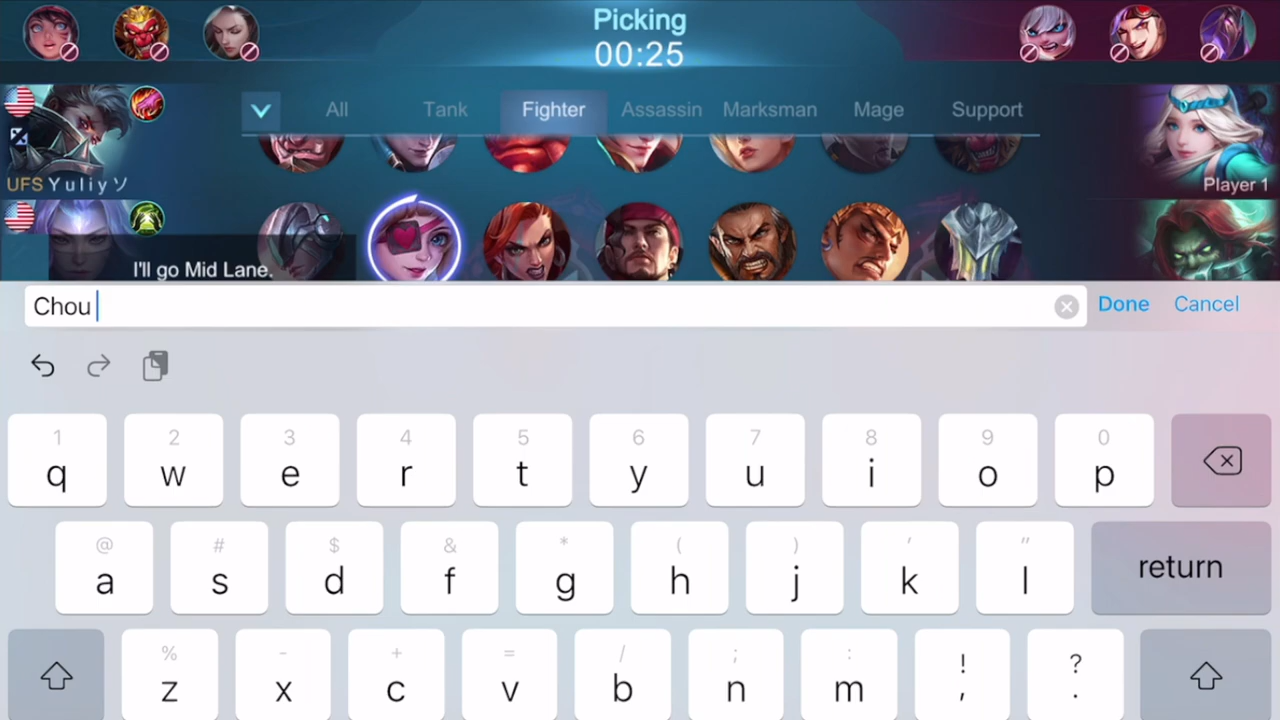 Picking
00:25
All Tank Fighter Assassin Marksman Mage Support
UFS Yuliyソ
Player 1
I'll go Mid Lane.
Chou
Done Cancel
1 2 3 4 5 6 7 8 9 0
q w e r t y u i o p
@ # $ & * ( ) ' "
a s d f g h j k l return
% - + = / ; : ! ?
z x c v b n m , .